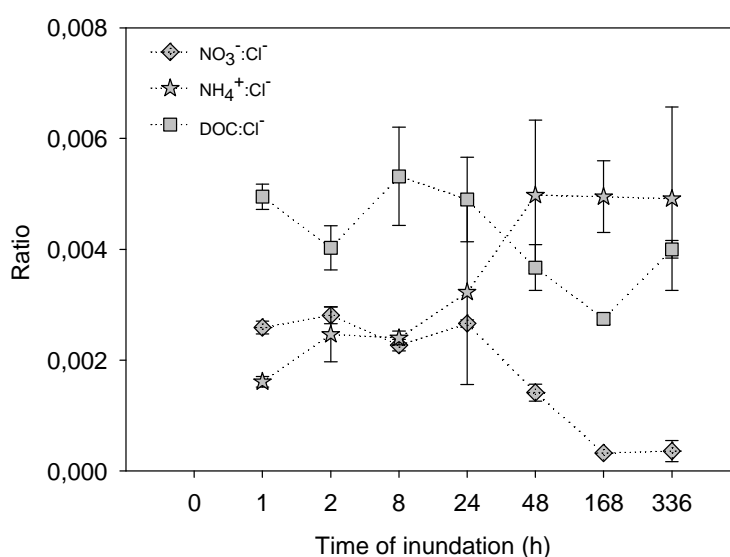 0,008
NO3-:Cl-
NH4+:Cl-
DOC:Cl-
0,006
0,004
0,002
0,000
Ratio
0 1 2 8 24 48 168 336
Time of inundation (h)